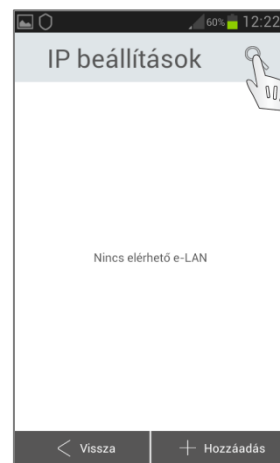 60% 12:22
IP beállítások
Nincs elérhető e-LAN
Vissza
Hozzáadás